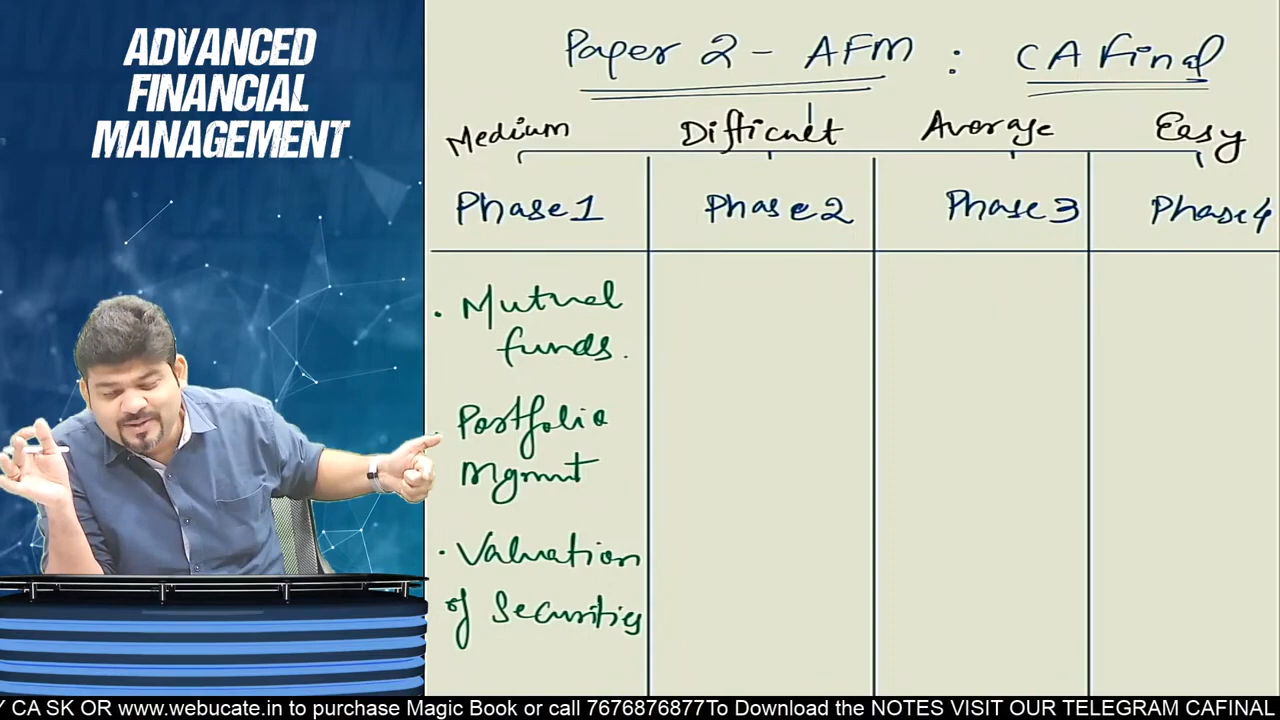 ADVANCED
FINANCIAL
MANAGEMENT
Paper 2 - AFM : CA Final
Medium Difficult Average Easy
Phase 1 Phase 2 Phase 3 Phase 4
• Mutual
funds.
• Portfolio
Mgmnt
• Valuation
of Securities
Y CA SK OR www.webucate.in to purchase Magic Book or call 7676876877To Download the NOTES VISIT OUR TELEGRAM CAFINAL